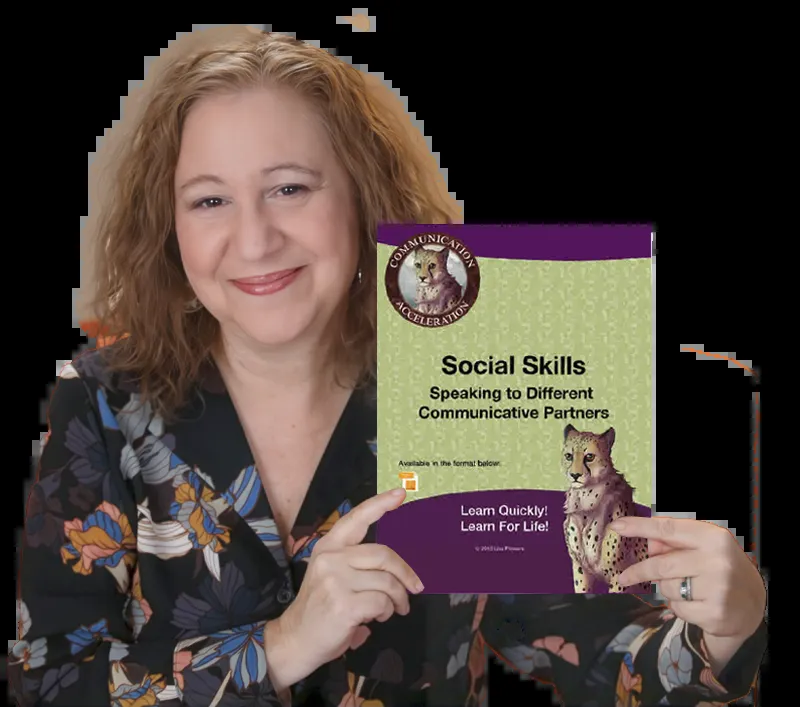 COMMUNICATION
ACCELERATION
Social Skills
Speaking to Different
Communicative Partners
Available in the format below:
Learn Quickly!
Learn For Life!